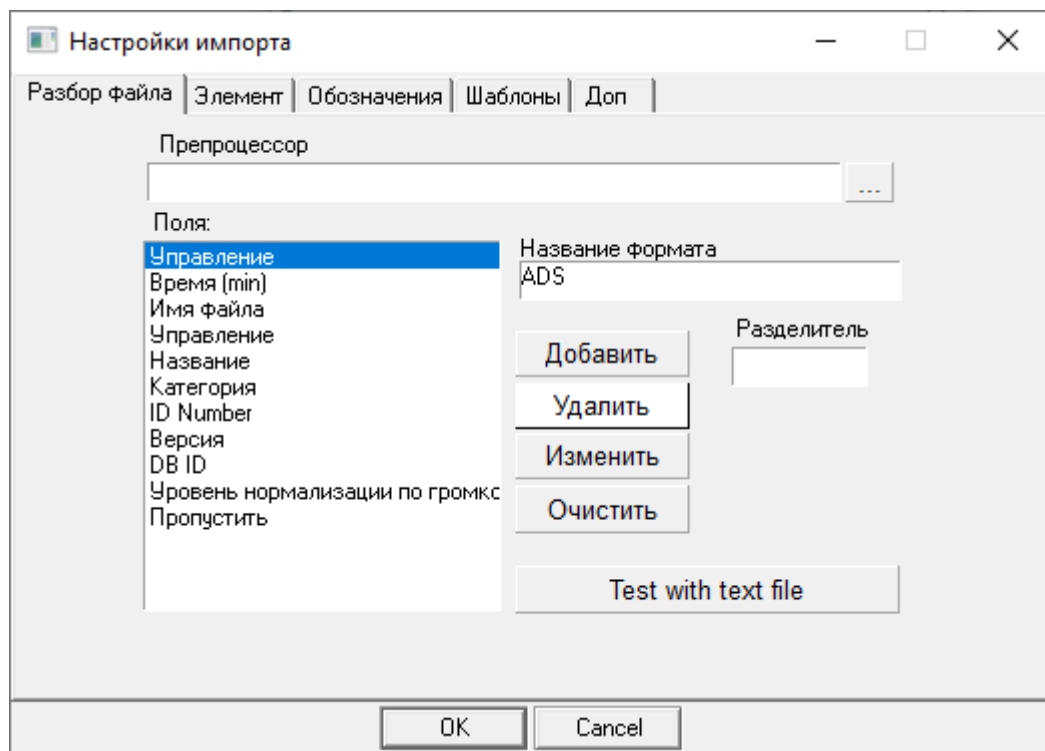 Настройки импорта
Разбор файла
Элемент
Обозначения
Шаблоны
Доп
Препроцессор
...
Поля:
Управление
Время (min)
Имя файла
Управление
Название
Категория
ID Number
Версия
DB ID
Уровень нормализации по громкс
Пропустить
Название формата
ADS
Разделитель
Добавить
Удалить
Изменить
Очистить
Test with text file
OK
Cancel